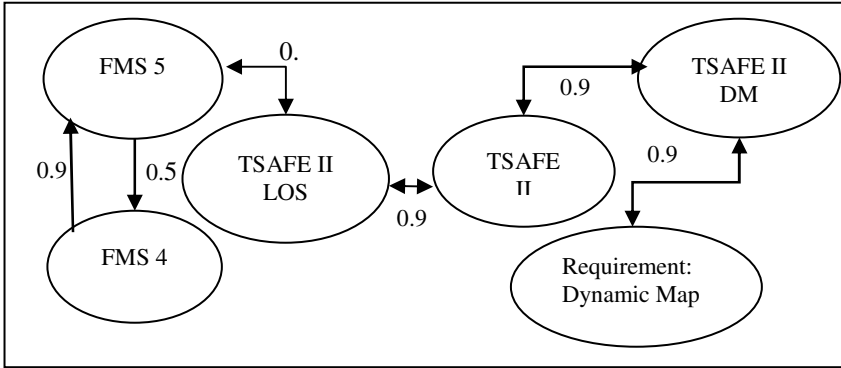 FMS 5
0.
TSAFE II
DM
0.9
0.9
0.5
TSAFE II
LOS
TSAFE
II
0.9
0.9
FMS 4
Requirement:
Dynamic Map